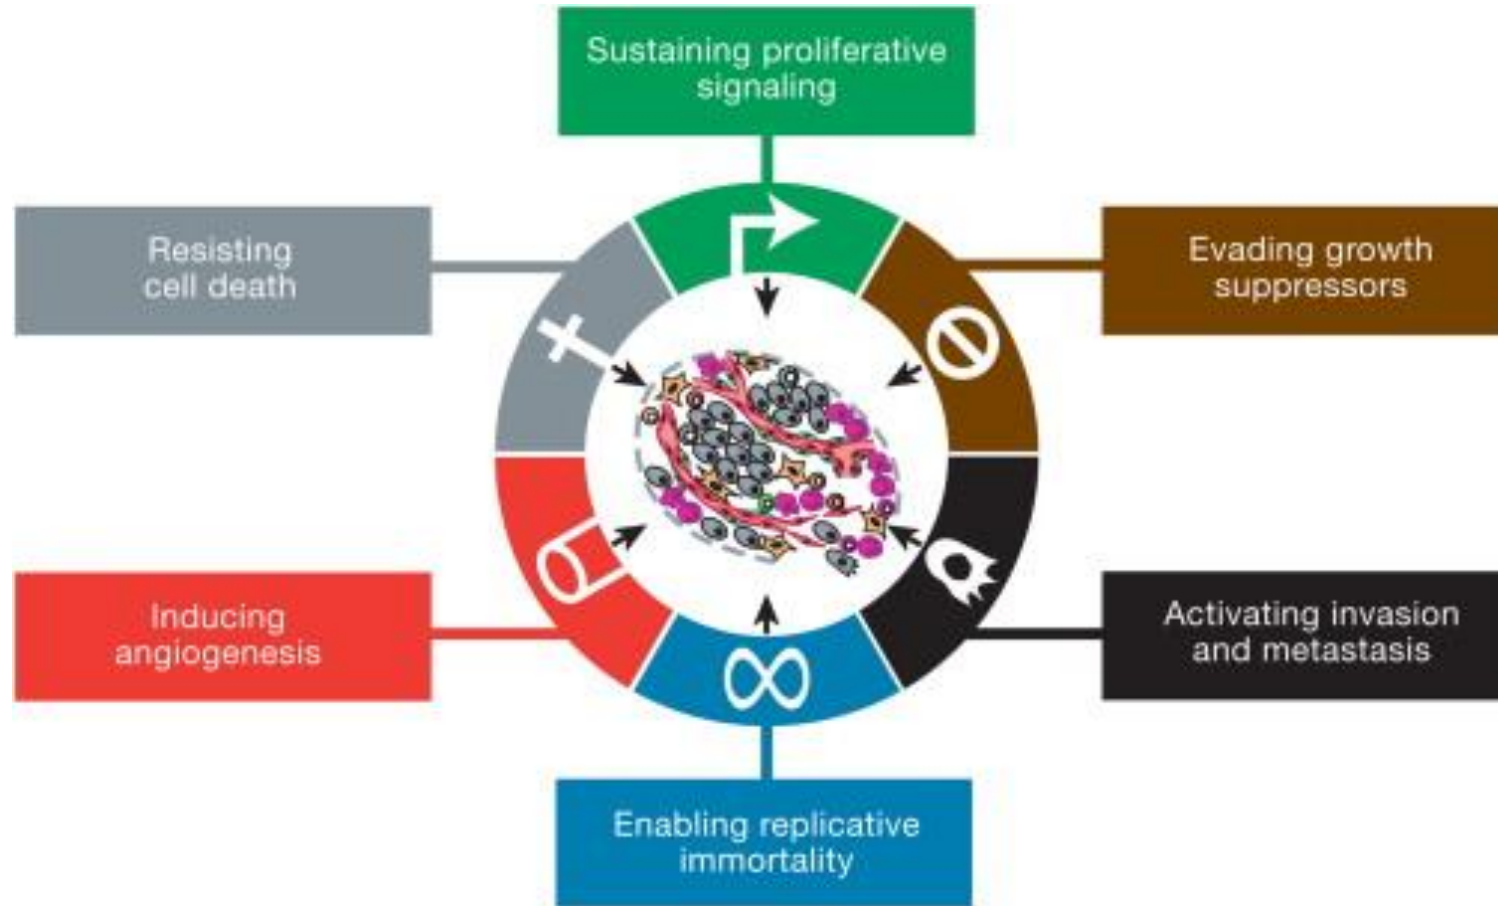 Sustaining proliferative
signaling
Resisting
cell death
Evading growth
suppressors
Inducing
angiogenesis
Activating invasion
and metastasis
Enabling replicative
immortality